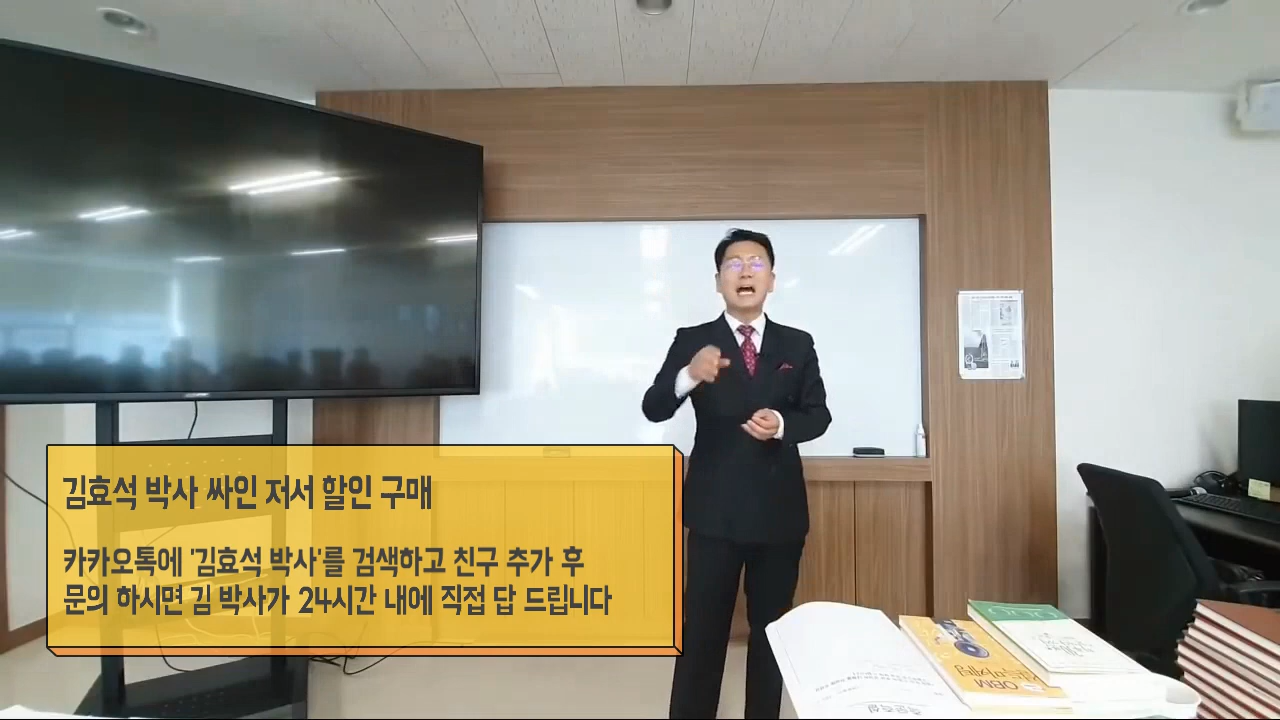 김효석 박사 싸인 저서 할인 구매
카카오톡에 '김효석 박사'를 검색하고 친구 추가 후
문의 하시면 김 박사가 24시간 내에 직접 답 드립니다
OBM